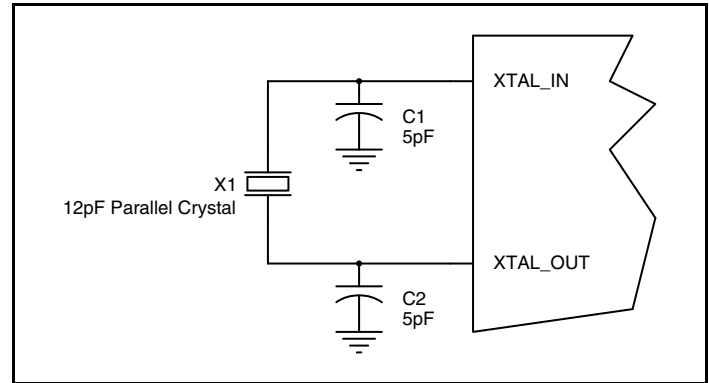 XTAL_IN
C1
5pF
X1
12pF Parallel Crystal
XTAL_OUT
C2
5pF